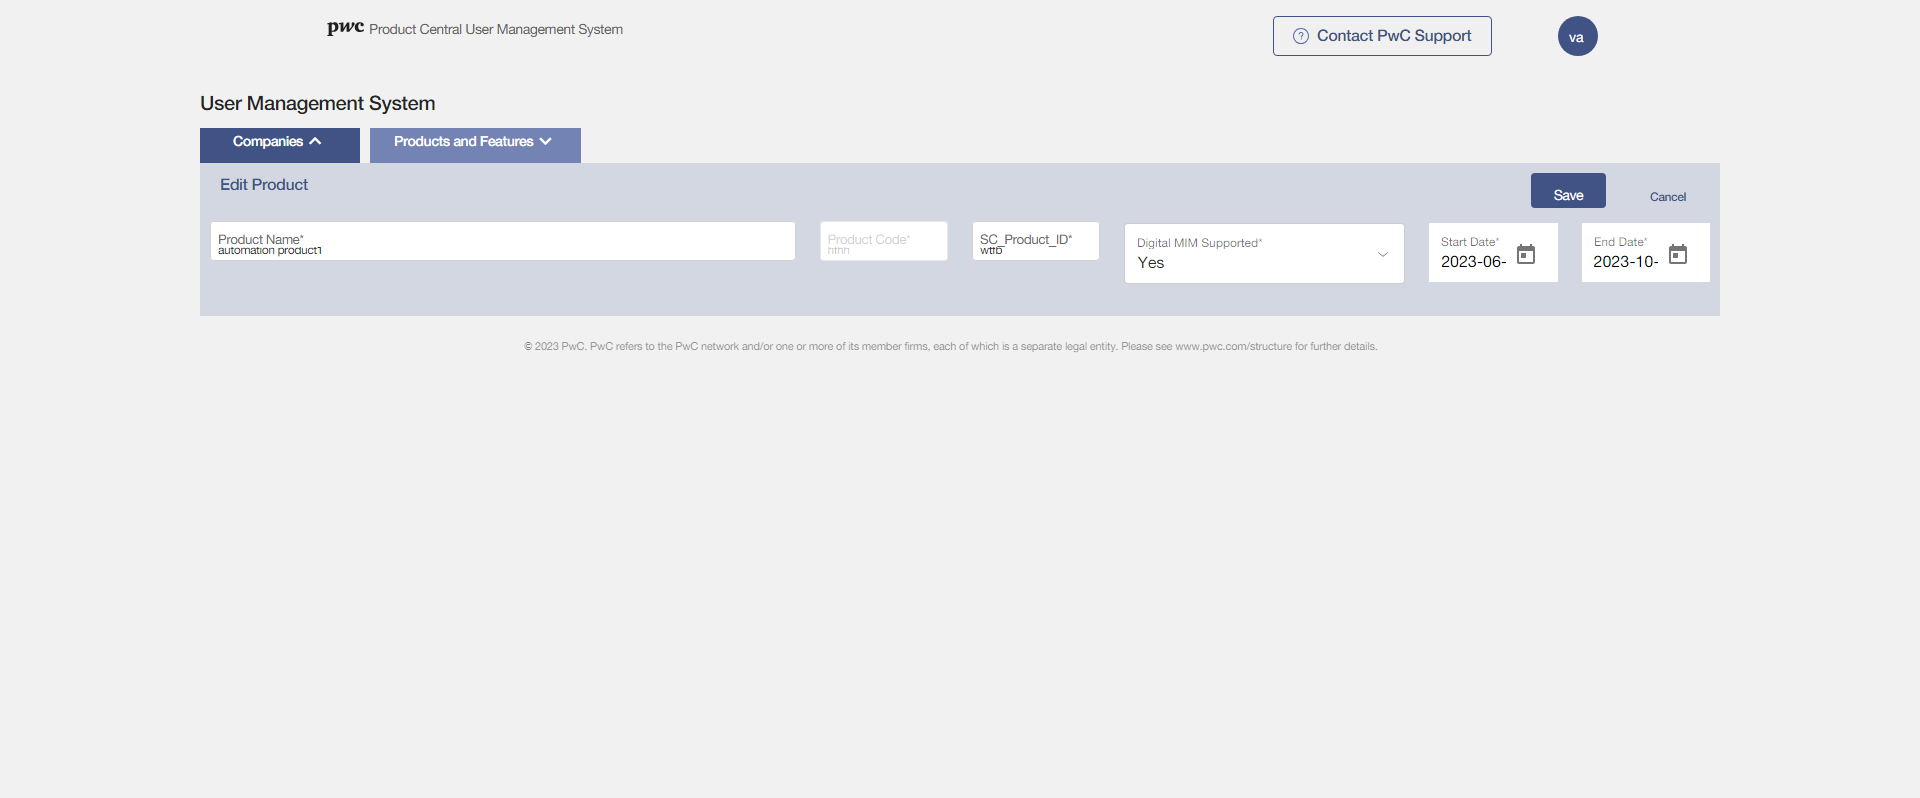 pwc Product Central User Management System
Contact PwC Support
va
User Management System
Companies
Products and Features
Edit Product
Save
Cancel
Product Name*
automation product1
Product Code*
SC_Product_ID*
Digital MIM Supported*
Yes
Start Date*
2023-06-
End Date*
2023-10-
© 2023 PwC. PwC refers to the PwC network and/or one or more of its member firms, each of which is a separate legal entity. Please see www.pwc.com/structure for further details.